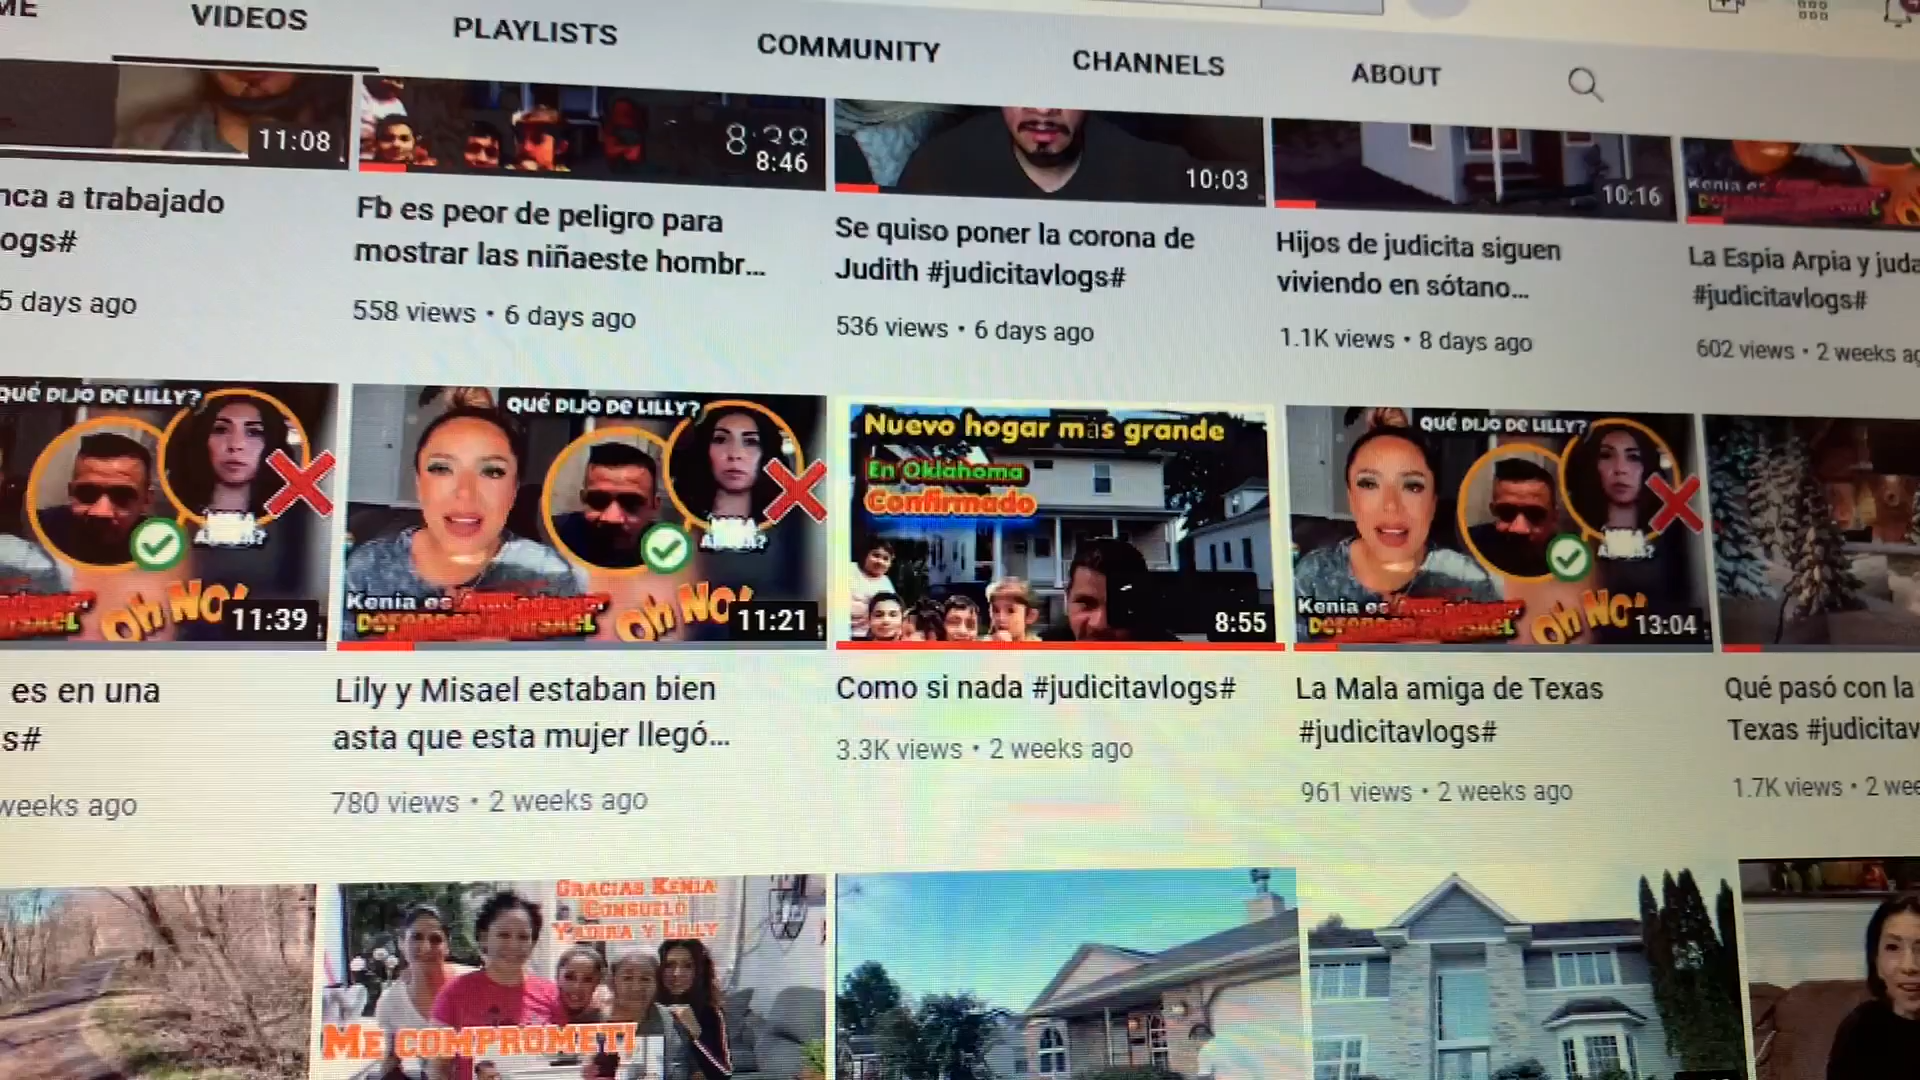 ME
VIDEOS
PLAYLISTS
COMMUNITY
CHANNELS
ABOUT
11:08
8:46
10:03
10:16
Kenia es
nca a trabajado
ogs#
5 days ago
Fb es peor de peligro para
mostrar las niñaeste hombr...
558 views • 6 days ago
Se quiso poner la corona de
Judith #judicitavlogs#
536 views • 6 days ago
Hijos de judicita siguen
viviendo en sótano...
1.1K views • 8 days ago
La Espia Arpia y juda
#judicitavlogs#
602 views • 2 weeks ag
QUÉ DIJO DE LILLY?
OH NO!
11:39
QUÉ DIJO DE LILLY?
Kenia es
OH NO!
11:21
Nuevo hogar más grande
En Oklahoma
Confirmado
8:55
QUÉ DIJO DE LILLY?
Kenia es
OH NO!
13:04
es en una
s#
weeks ago
Lily y Misael estaban bien
asta que esta mujer llegó...
780 views • 2 weeks ago
Como si nada #judicitavlogs#
3.3K views • 2 weeks ago
La Mala amiga de Texas
#judicitavlogs#
961 views • 2 weeks ago
Qué pasó con la
Texas #judicitav
1.7K views • 2 wee
GRACIAS KENIA
CONSUELO
YADIRA Y LILLY
ME COMPROMETI